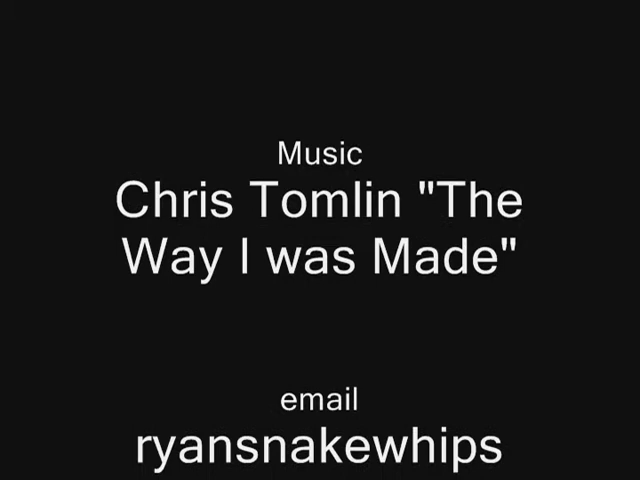 Music
Chris Tomlin "The
Way I was Made"
email
ryansnakewhips